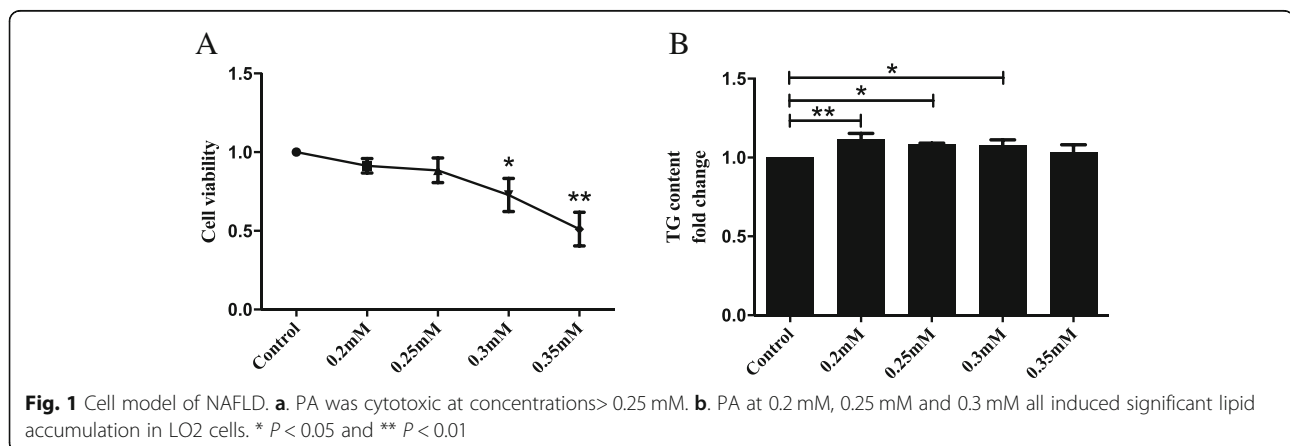 A
Cell viability
1.5
1.0
0.5
0.0
*
**
Control
0.2mM
0.25mM
0.3mM
0.35mM
B
TG content
fold change
1.5
1.0
0.5
0.0
*
*
**
Control
0.2mM
0.25mM
0.3mM
0.35mM
Fig. 1 Cell model of NAFLD. a. PA was cytotoxic at concentrations> 0.25 mM. b. PA at 0.2 mM, 0.25 mM and 0.3 mM all induced significant lipid
accumulation in LO2 cells. * P < 0.05 and ** P < 0.01